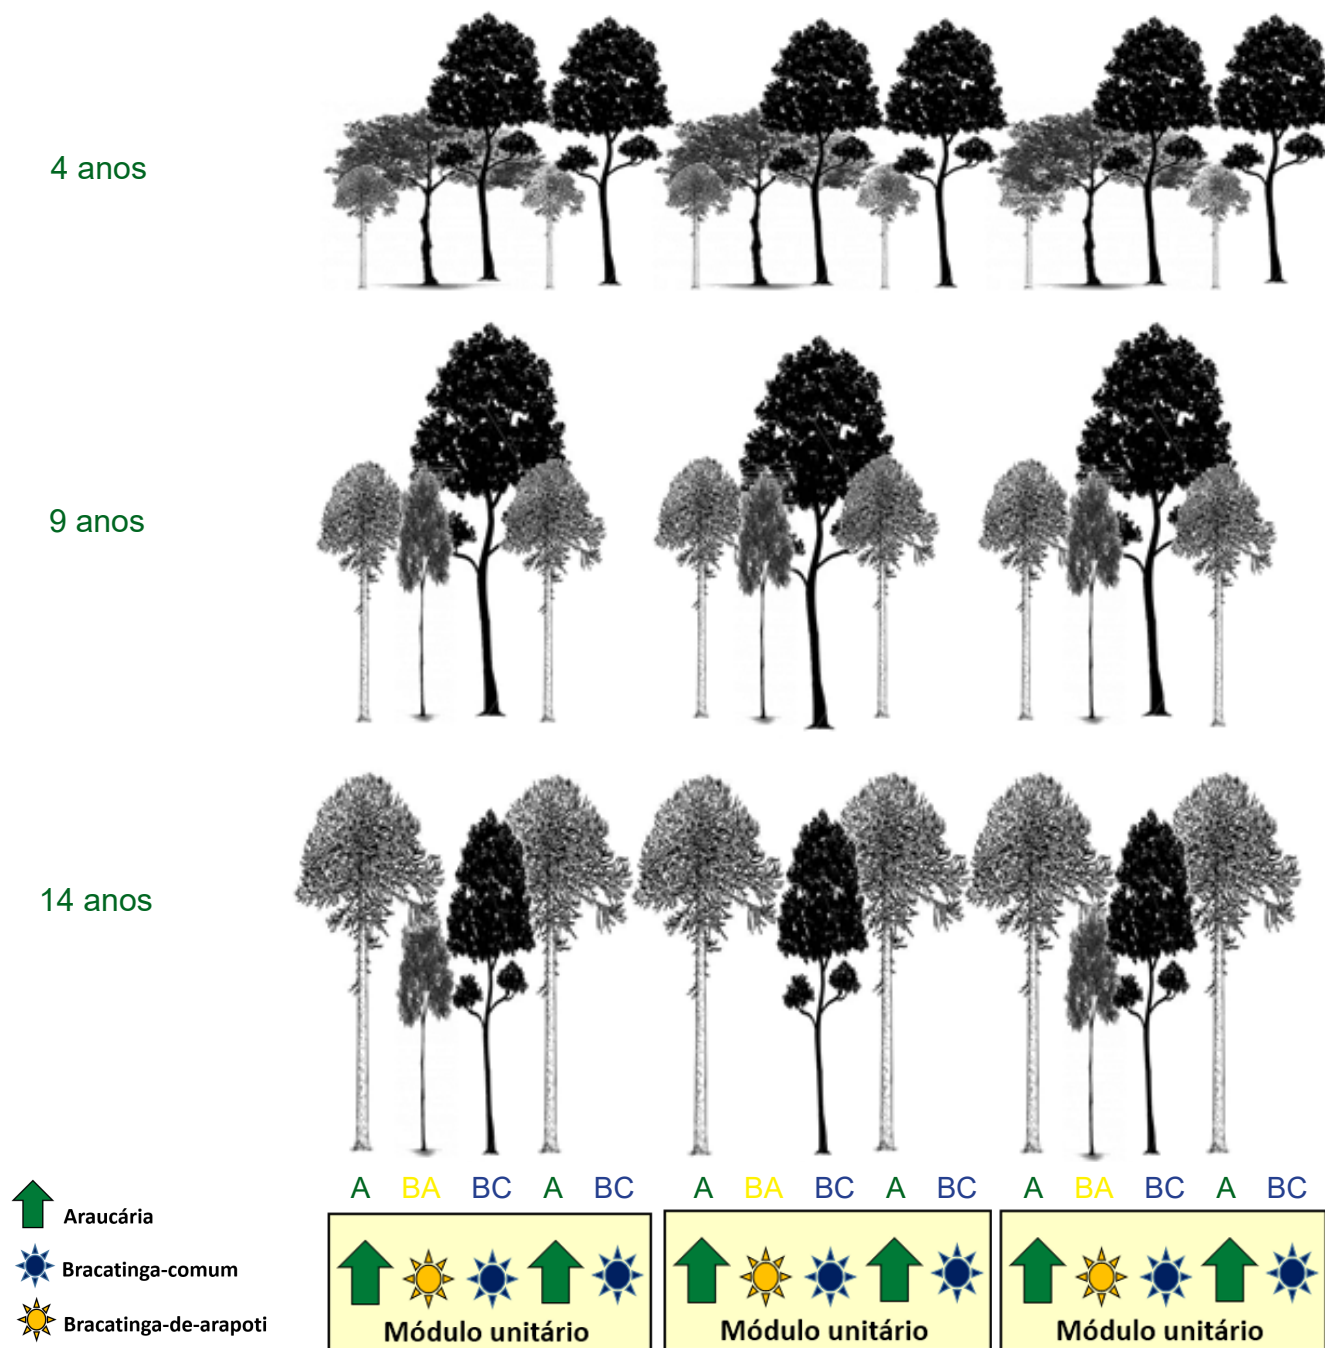 4 anos
9 anos
14 anos
A BA BC A BC A BA BC A BC A BA BC A BC
Araucária
Bracatinga-comum
Bracatinga-de-arapoti
Módulo unitário Módulo unitário Módulo unitário